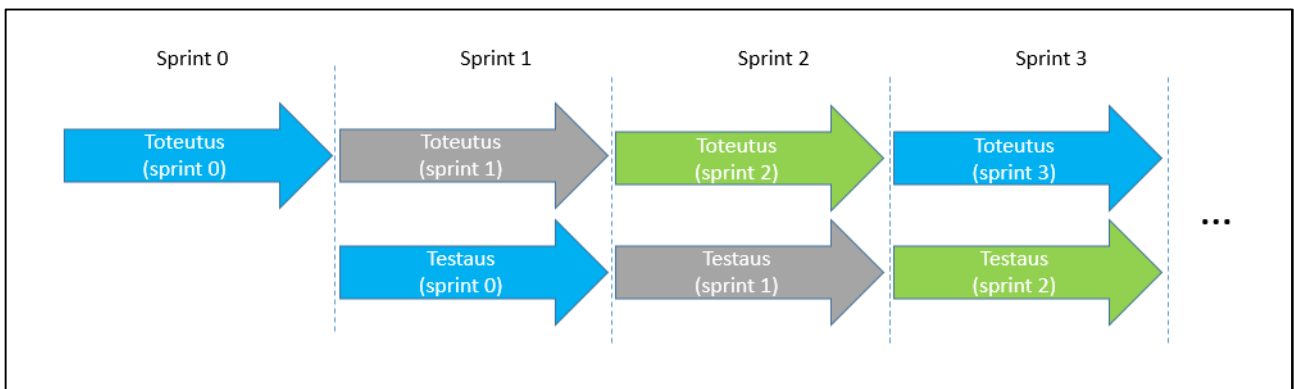 Sprint 0
Sprint 1
Sprint 2
Sprint 3
Toteutus
(sprint 0)
Toteutus
(sprint 1)
Toteutus
(sprint 2)
Toteutus
(sprint 3)
Testaus
(sprint 0)
Testaus
(sprint 1)
Testaus
(sprint 2)
...